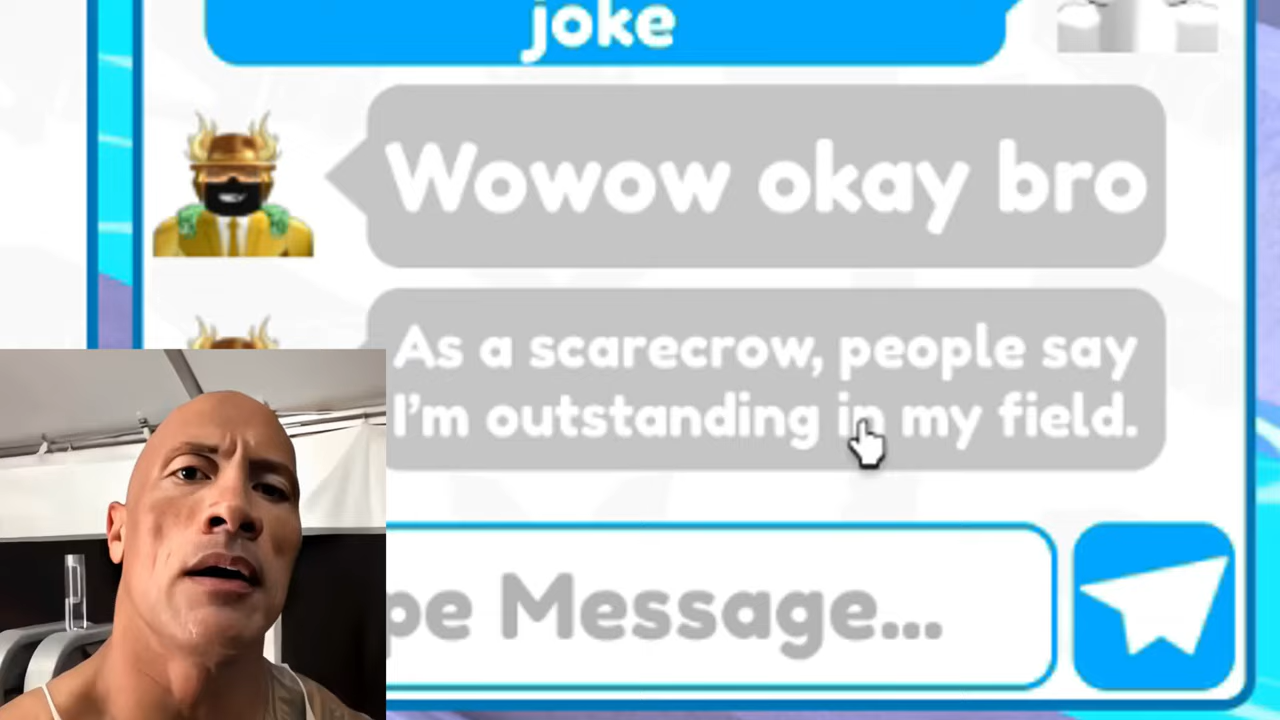 joke
Wowow okay bro
As a scarecrow, people say
I'm outstanding in my field.
pe Message...